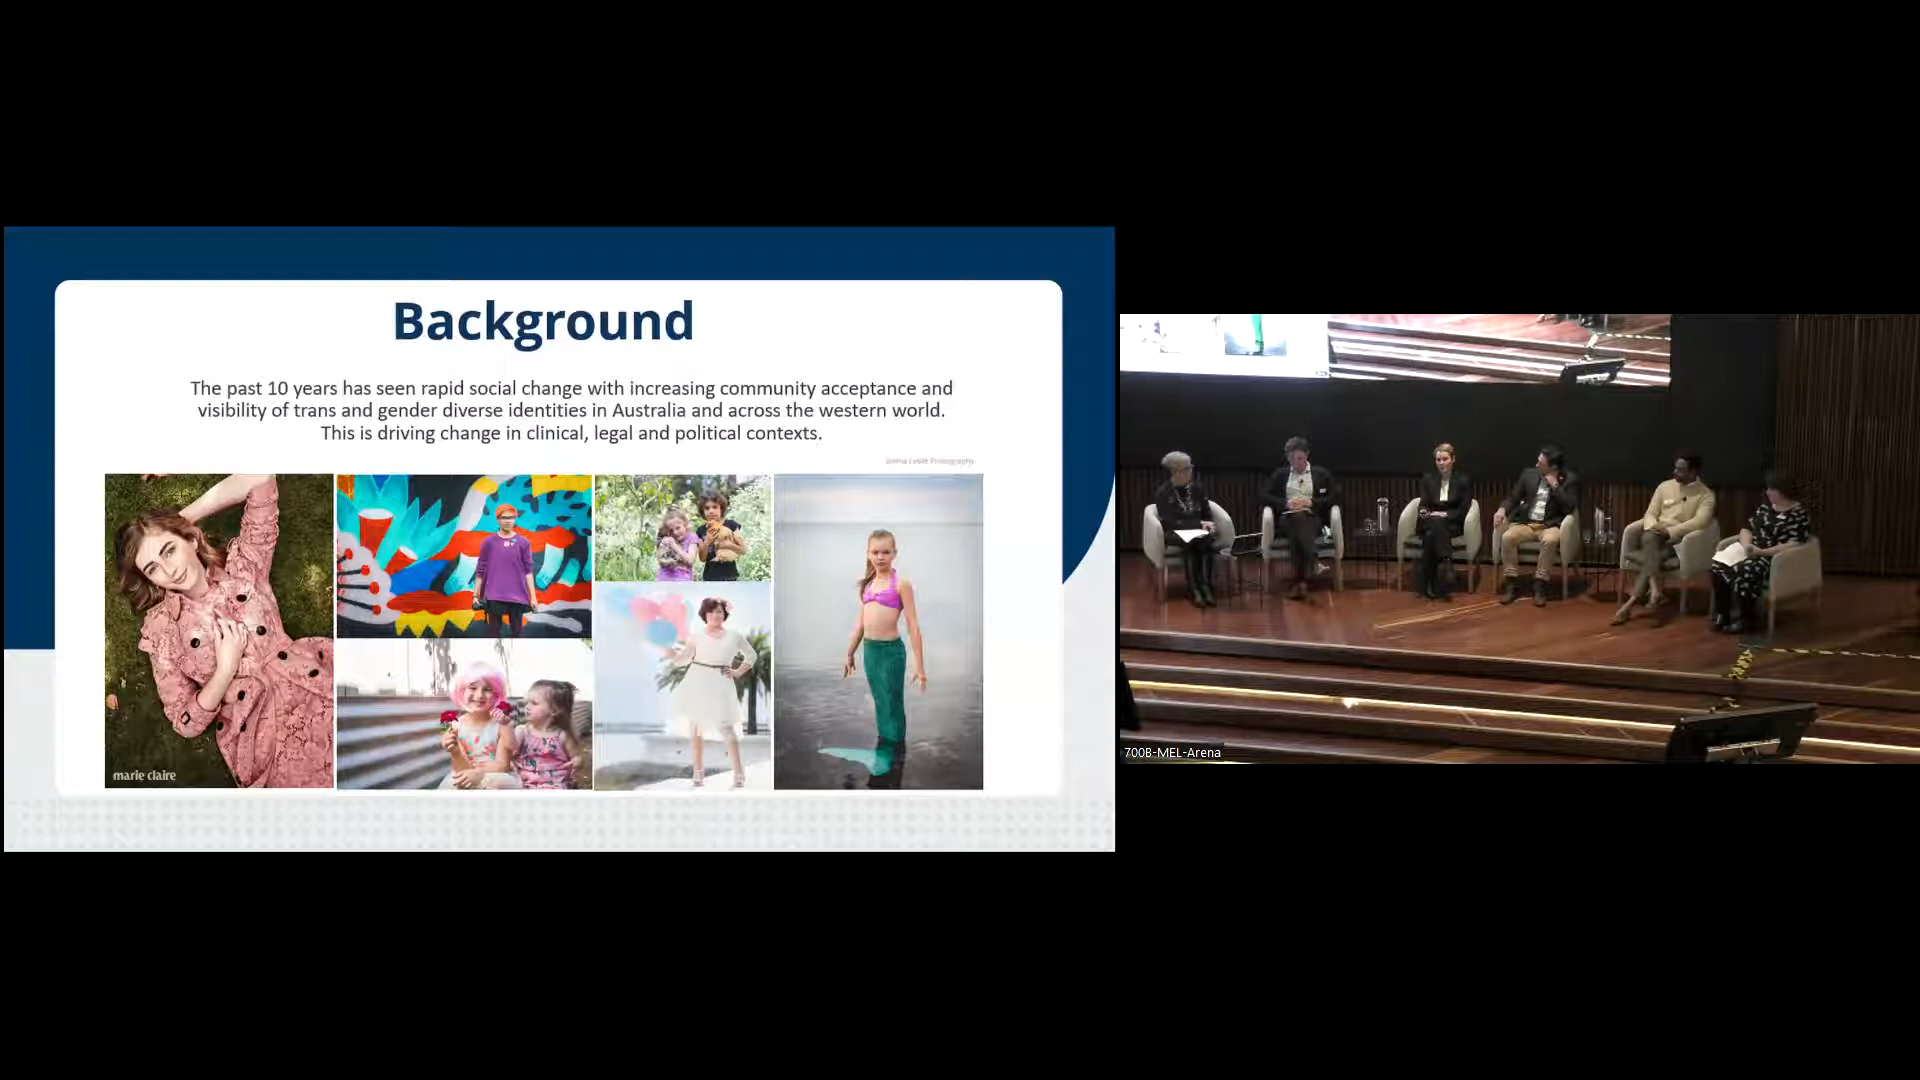 Background
The past 10 years has seen rapid social change with increasing community acceptance and
visibility of trans and gender diverse identities in Australia and across the western world.
This is driving change in clinical, legal and political contexts.
Photography
marie claire
700B-MEL-Arena